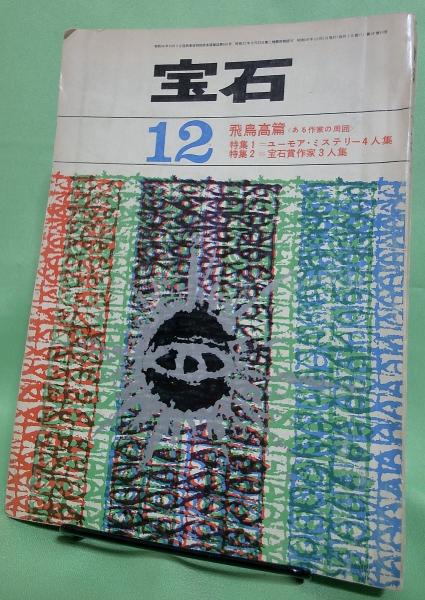 宝石
12
飛鳥高篇〈ある作家の周囲〉
特集1=ユーモア・ミステリー4人集
特集2=宝石賞作家3人集